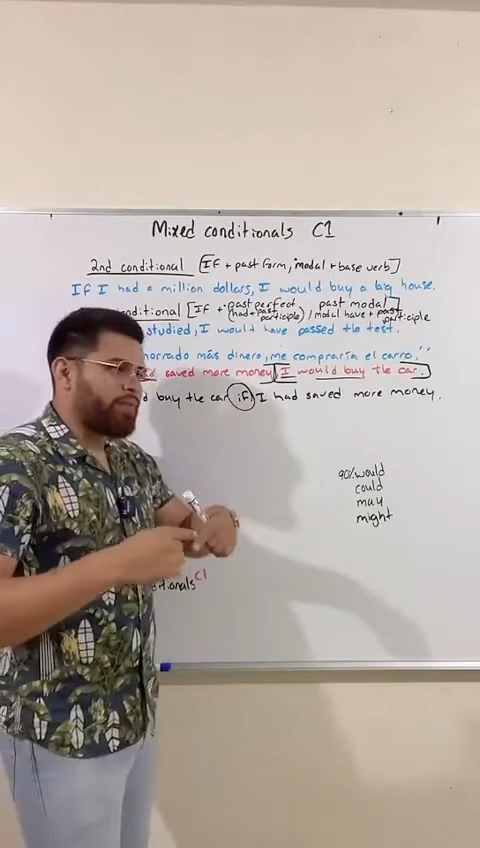 Mixed conditionals C1
2nd conditional [IF + past form, modal + base verb]
IF I had a million dollars, I would buy a big house.
nditional [IF + past perfect (had + past participle) / past modal modal have + past participle]
studied, I would have passed the test.
horrado más dinero, me compraría el carro."
saved more money, I would buy the car.
d buy the car if I had saved more money.
90% would
could
may
might
itionals C1